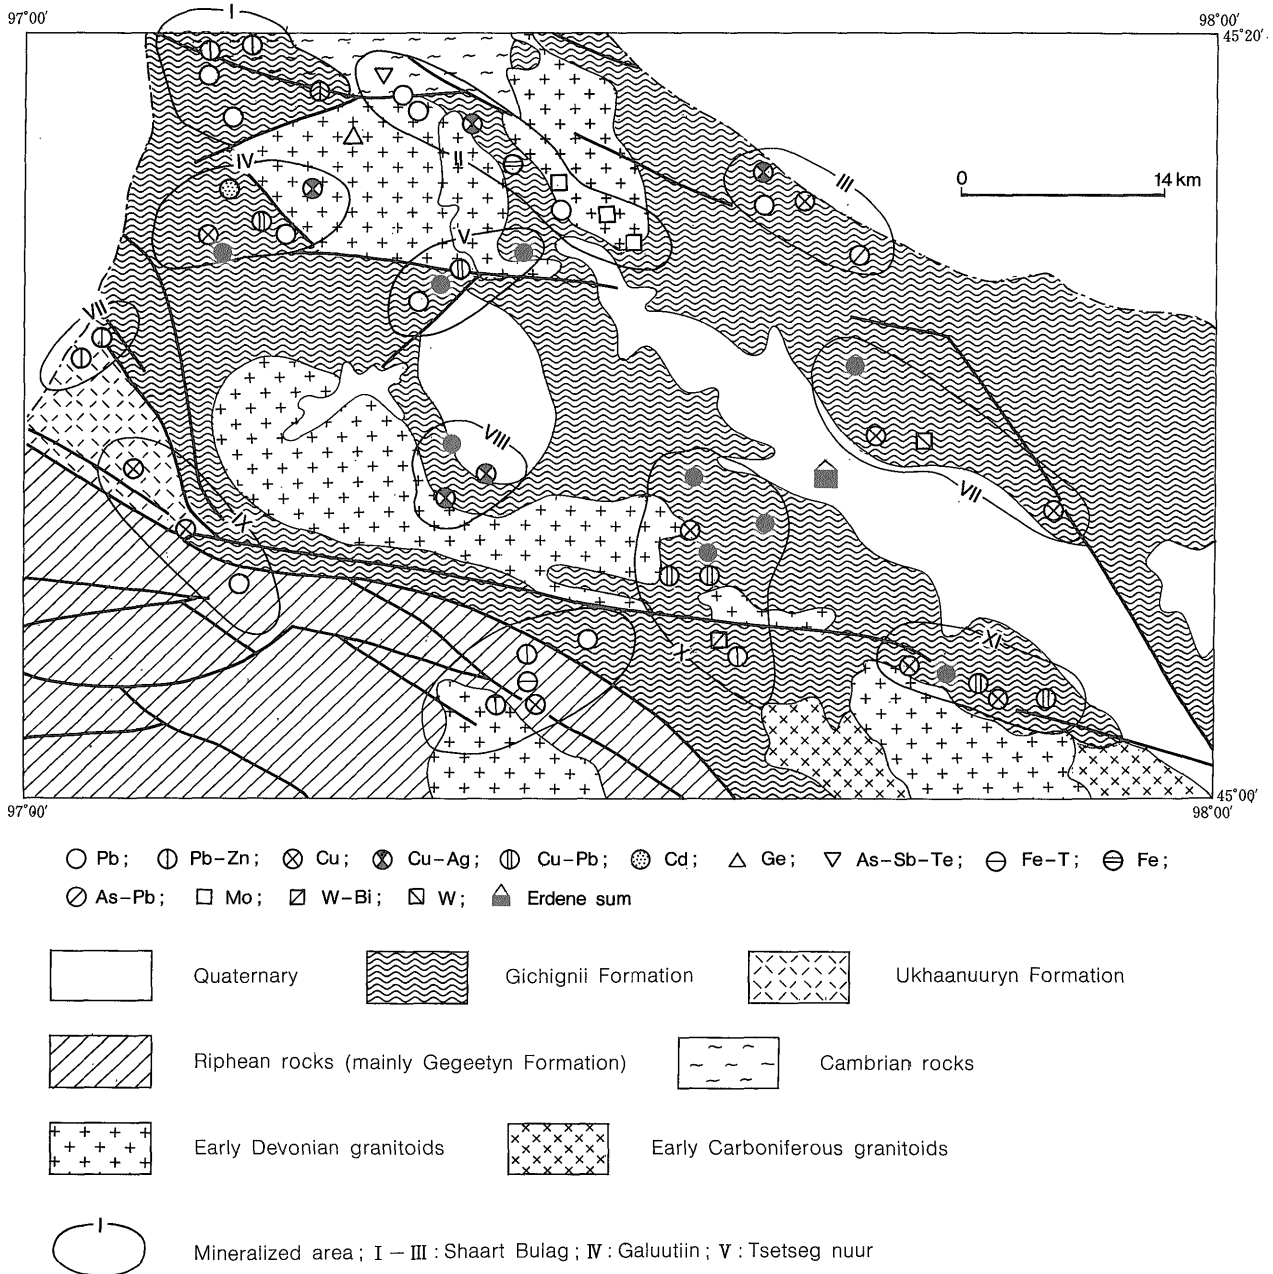 97°00′ 98°00′
45°20′
I
II
III
IV
V
0 14 km
VII
VIII
VII
IX
X
XI
97°00′ 98°00′
45°00′
Pb; Pb-Zn; Cu; Cu-Ag; Cu-Pb; Cd; Ge; As-Sb-Te; Fe-T; Fe;
As-Pb; Mo; W-Bi; W; Erdene sum
Quaternary Gichignii Formation Ukhaanuuryn Formation
Riphean rocks (mainly Gegeetyn Formation) Cambrian rocks
Early Devonian granitoids Early Carboniferous granitoids
I
Mineralized area; I – III : Shaart Bulag; IV : Galuutiin; V : Tsetseg nuur